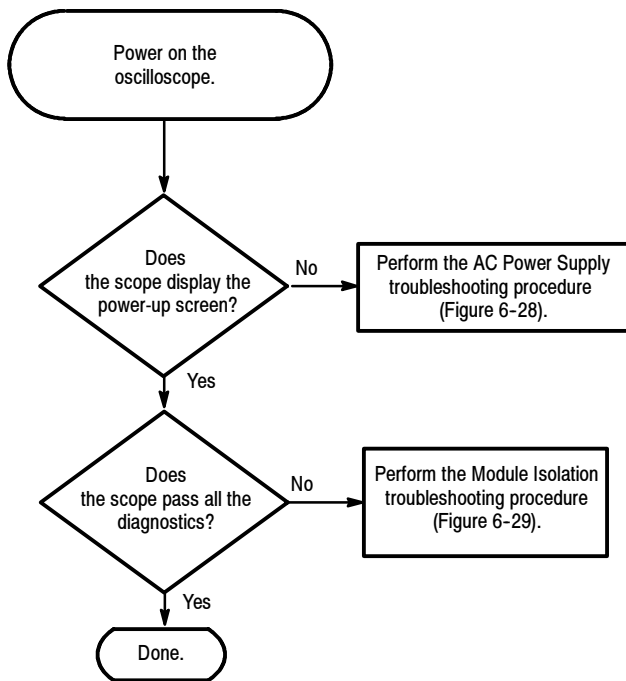 Power on the
oscilloscope.
Does
the scope display the
power-up screen?
No
Perform the AC Power Supply
troubleshooting procedure
(Figure 6-28).
Yes
Does
the scope pass all the
diagnostics?
No
Perform the Module Isolation
troubleshooting procedure
(Figure 6-29).
Yes
Done.